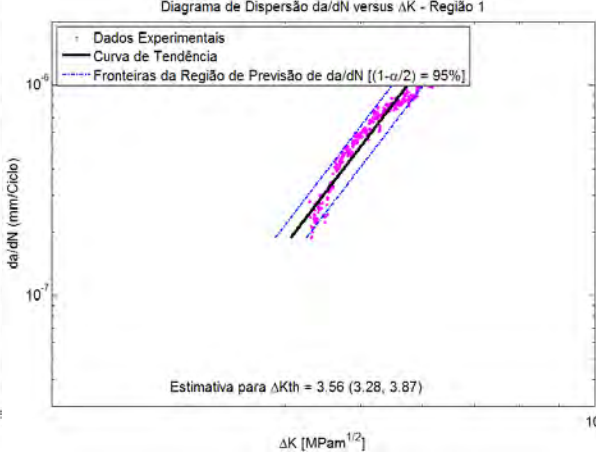 Diagrama de Dispersão da/dN versus ΔK - Região 1
Dados Experimentais
Curva de Tendência
Fronteiras da Região de Previsão de da/dN [(1-α/2) = 95%]
10^-6
da/dN (mm/Ciclo)
10^-7
Estimativa para ΔKth = 3.56 (3.28, 3.87)
10
ΔK [MPam^1/2]